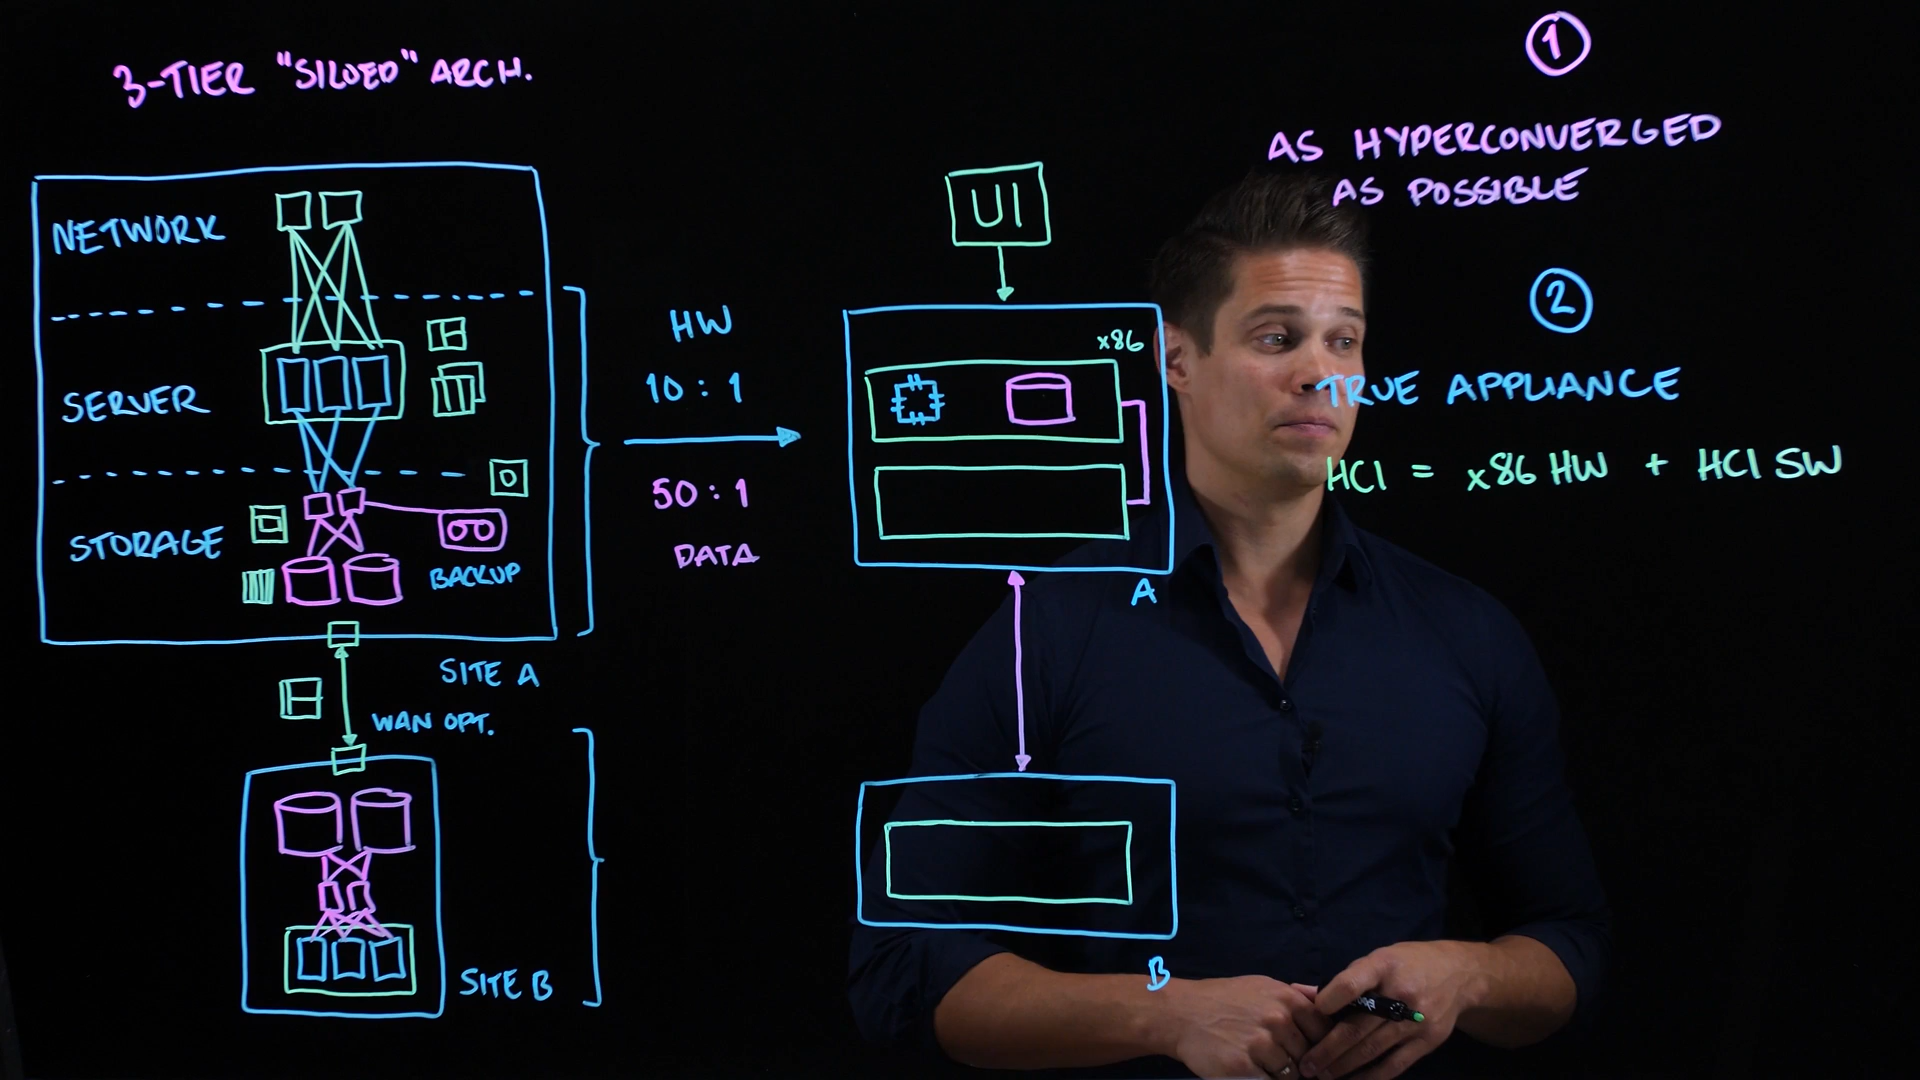 3-TIER "SILOED" ARCH.
NETWORK
SERVER
STORAGE
BACKUP
SITE A
WAN OPT.
SITE B
HW
10 : 1
50 : 1
DATA
UI
x86
A
B
1
AS HYPERCONVERGED
AS POSSIBLE
2
TRUE APPLIANCE
HCI = x86 HW + HCI SW